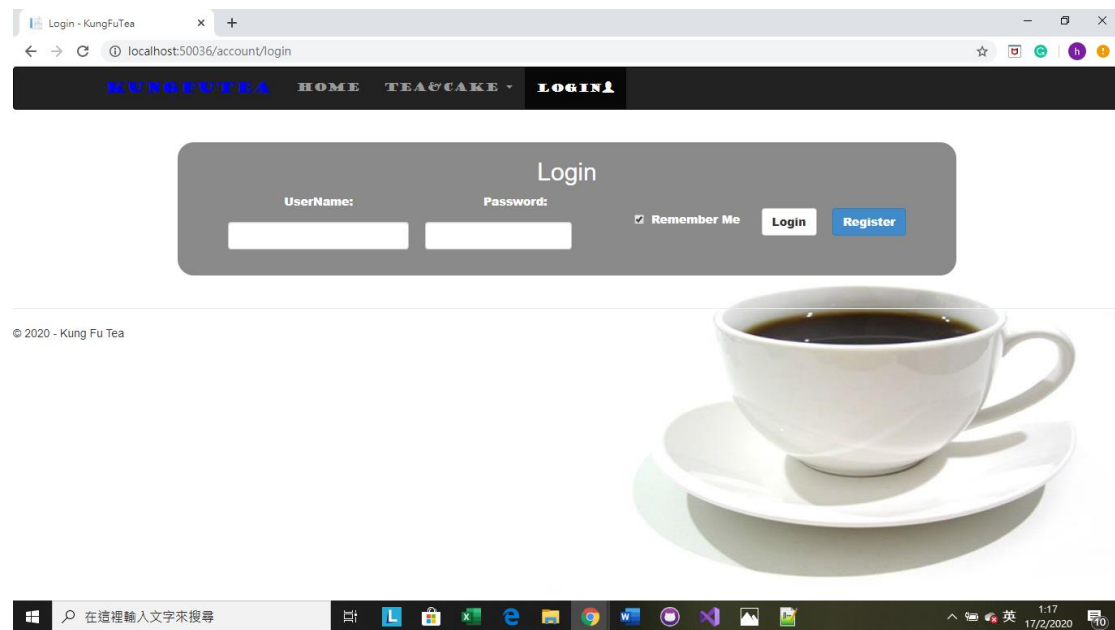 Login - KungFuTea
localhost:50036/account/login
h
KUNGFUTEA HOME TEA&CAKE LOGIN
Login
UserName: Password:
Remember Me Login Register
© 2020 - Kung Fu Tea
在這裡輸入文字來搜尋
英 1:17
17/2/2020
10